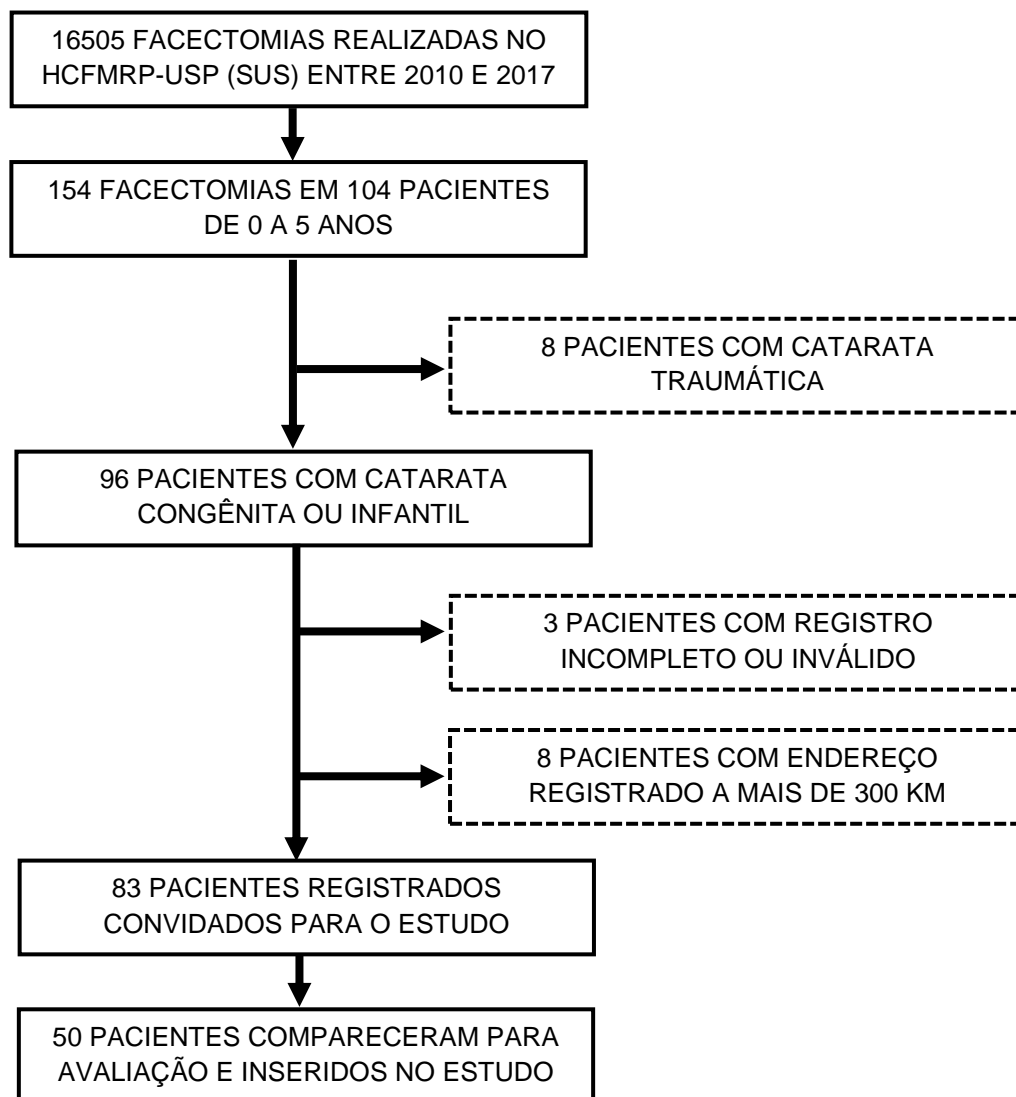 16505 FACECTOMIAS REALIZADAS NO
HCFMRP-USP (SUS) ENTRE 2010 E 2017
154 FACECTOMIAS EM 104 PACIENTES
DE 0 A 5 ANOS
8 PACIENTES COM CATARATA
TRAUMÁTICA
96 PACIENTES COM CATARATA
CONGÊNITA OU INFANTIL
3 PACIENTES COM REGISTRO
INCOMPLETO OU INVÁLIDO
8 PACIENTES COM ENDEREÇO
REGISTRADO A MAIS DE 300 KM
83 PACIENTES REGISTRADOS
CONVIDADOS PARA O ESTUDO
50 PACIENTES COMPARECERAM PARA
AVALIAÇÃO E INSERIDOS NO ESTUDO